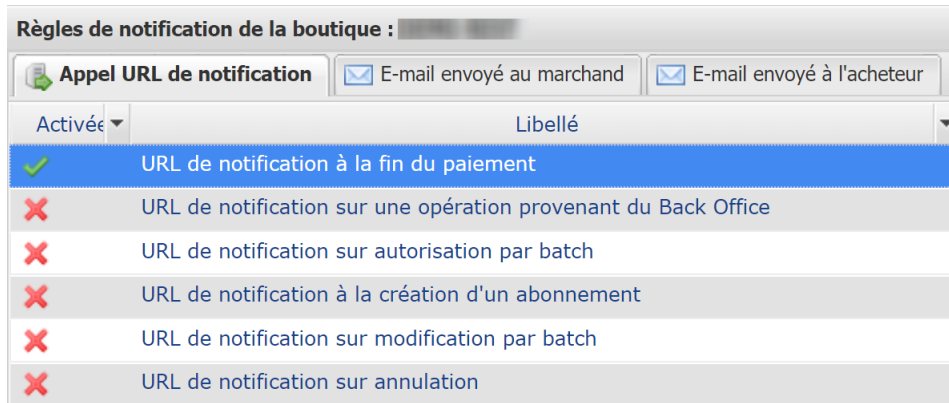 Règles de notification de la boutique :
Appel URL de notification E-mail envoyé au marchand E-mail envoyé à l'acheteur
Activée Libellé
URL de notification à la fin du paiement
URL de notification sur une opération provenant du Back Office
URL de notification sur autorisation par batch
URL de notification à la création d'un abonnement
URL de notification sur modification par batch
URL de notification sur annulation